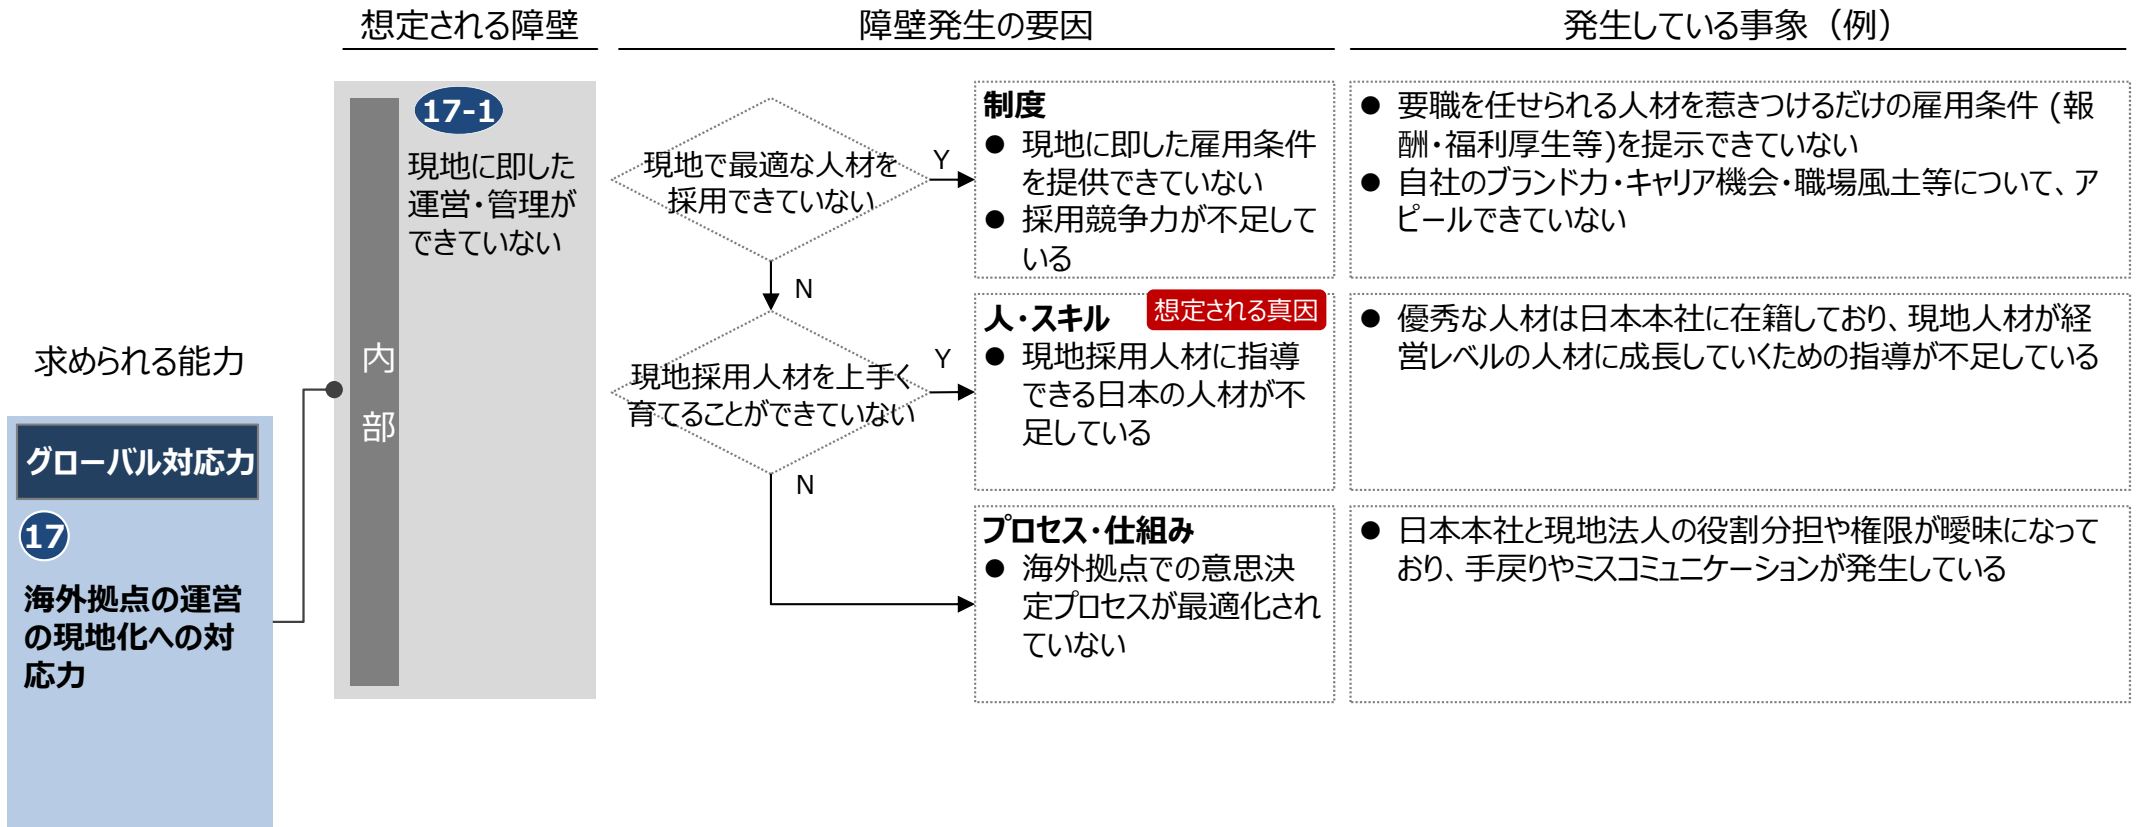 想定される障壁
障壁発生の要因
発生している事象（例）
求められる能力
グローバル対応力
17
海外拠点の運営
の現地化への対
応力
内
部
17-1
現地に即した
運営・管理が
できていない
現地で最適な人材を
採用できていない
Y
N
制度
● 現地に即した雇用条件
を提供できていない
● 採用競争力が不足して
いる
● 要職を任せられる人材を惹きつけるだけの雇用条件 (報
酬・福利厚生等)を提示できていない
● 自社のブランド力・キャリア機会・職場風土等について、ア
ピールできていない
現地採用人材を上手く
育てることができていない
Y
N
人・スキル
想定される真因
● 現地採用人材に指導
できる日本の人材が不
足している
● 優秀な人材は日本本社に在籍しており、現地人材が経
営レベルの人材に成長していくための指導が不足している
プロセス・仕組み
● 海外拠点での意思決
定プロセスが最適化され
ていない
● 日本本社と現地法人の役割分担や権限が曖昧になって
おり、手戻りやミスコミュニケーションが発生している